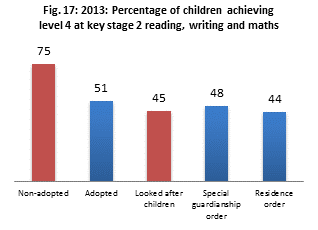 Fig. 17: 2013: Percentage of children achieving
level 4 at key stage 2 reading, writing and maths
75
51
45
48
44
Non-adopted
Adopted
Looked after
children
Special
guardianship
order
Residence
order